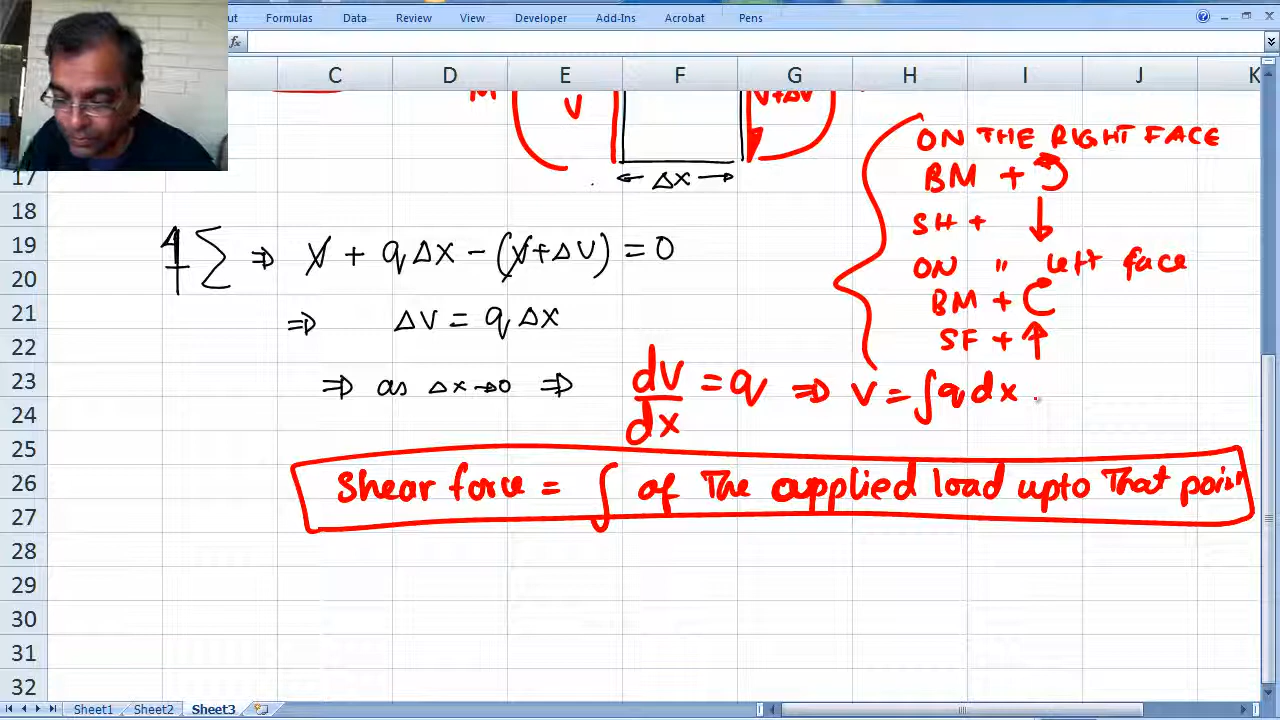 Formulas Data Review View Developer Add-Ins Acrobat Pens
fx
C D E F G H I J K
M V V+ΔV
Δx
ON THE RIGHT FACE
BM +
SH + ↓
ON " left face
BM +
SF + ↑
↑ Σ ⇒ V + qΔx - (V+ΔV) = 0
⇒ ΔV = qΔx
⇒ as Δx→0 ⇒ dv/dx = q ⇒ V = ∫q dx .
Shear force = ∫ of The applied load upto That point
17
18
19
20
21
22
23
24
25
26
27
28
29
30
31
32
Sheet1 Sheet2 Sheet3